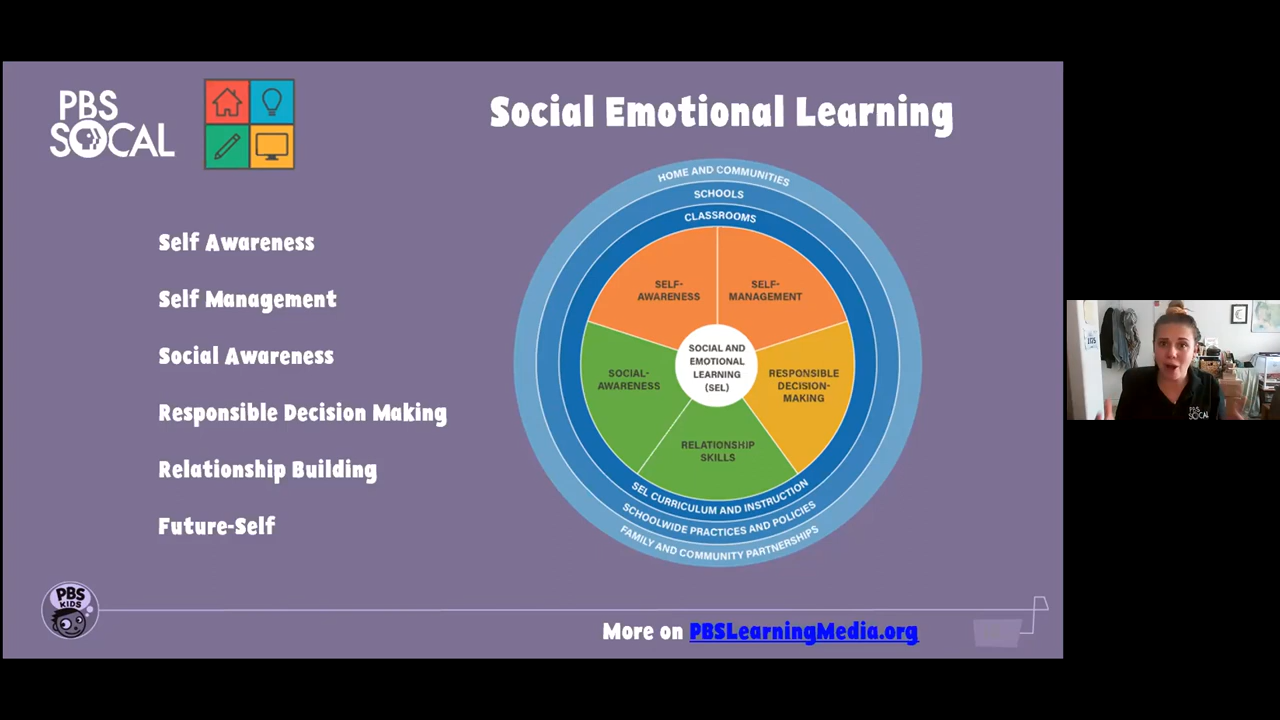 PBS
SOCAL
Social Emotional Learning
Self Awareness
Self Management
Social Awareness
Responsible Decision Making
Relationship Building
Future-Self
HOME AND COMMUNITIES
SCHOOLS
CLASSROOMS
SELF-
AWARENESS
SELF-
MANAGEMENT
SOCIAL-
AWARENESS
SOCIAL AND
EMOTIONAL
LEARNING
(SEL)
RESPONSIBLE
DECISION-
MAKING
RELATIONSHIP
SKILLS
SEL CURRICULUM AND INSTRUCTION
SCHOOLWIDE PRACTICES AND POLICIES
FAMILY AND COMMUNITY PARTNERSHIPS
PBS
KIDS
More on PBSLearningMedia.org
PBS
SOCAL